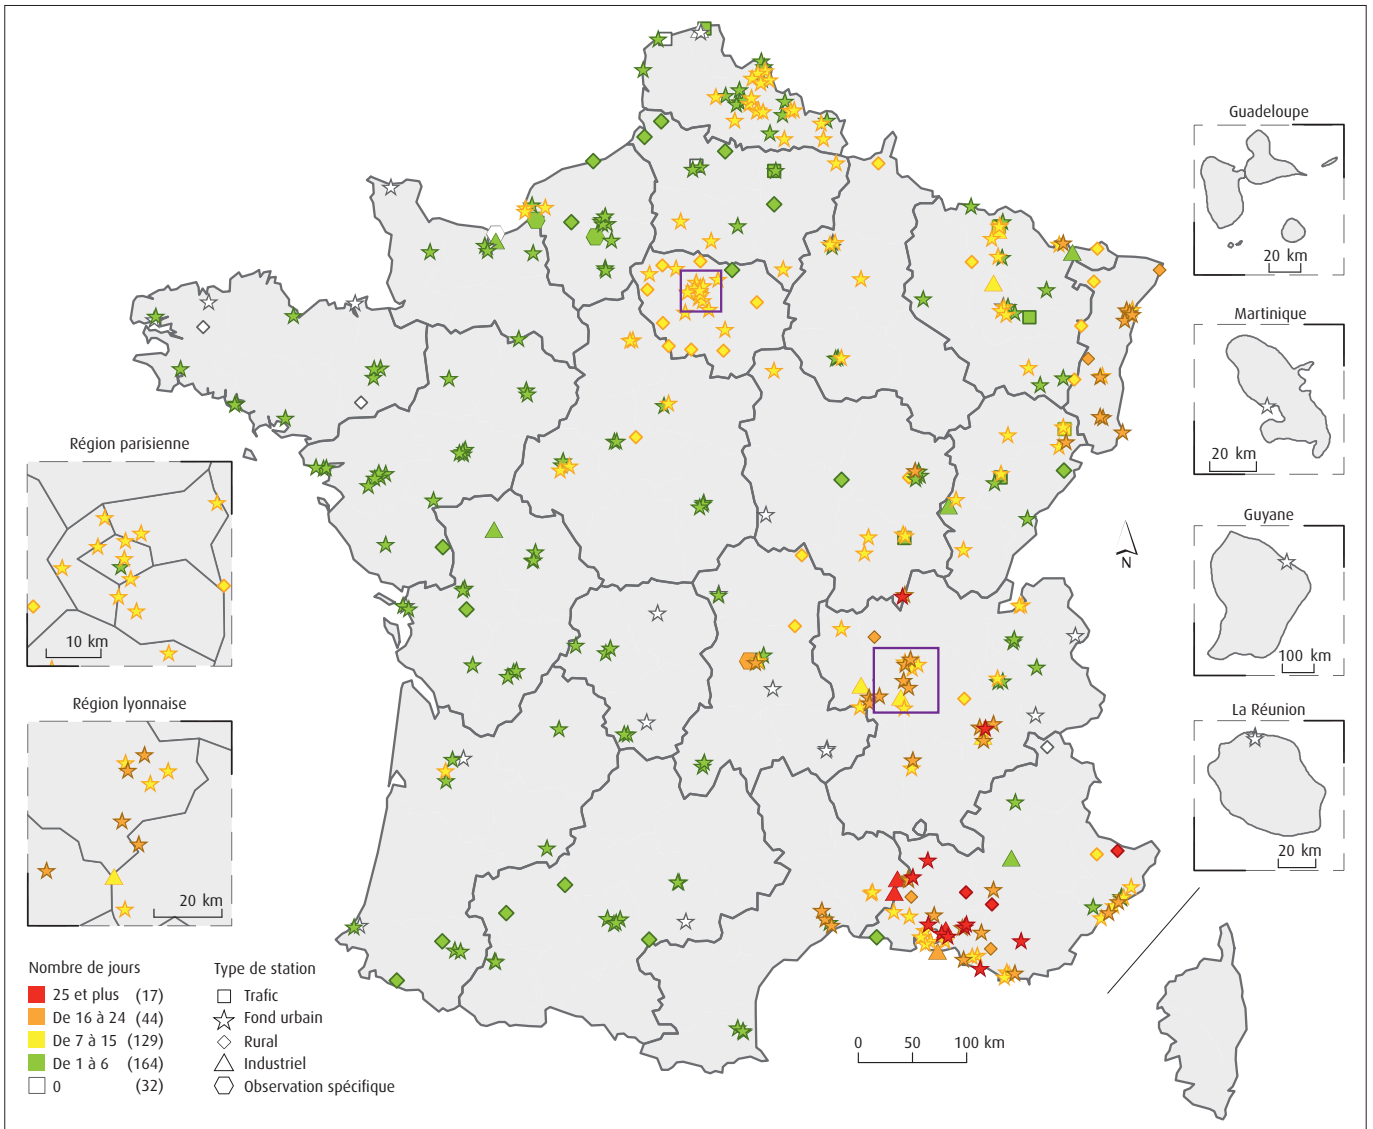 Guadeloupe
20 km
Martinique
20 km
Guyane
100 km
La Réunion
20 km
Région parisienne
10 km
Région lyonnaise
20 km
N
Nombre de jours
25 et plus (17)
De 16 à 24 (44)
De 7 à 15 (129)
De 1 à 6 (164)
0 (32)
Type de station
Trafic
Fond urbain
Rural
Industriel
Observation spécifique
0 50 100 km